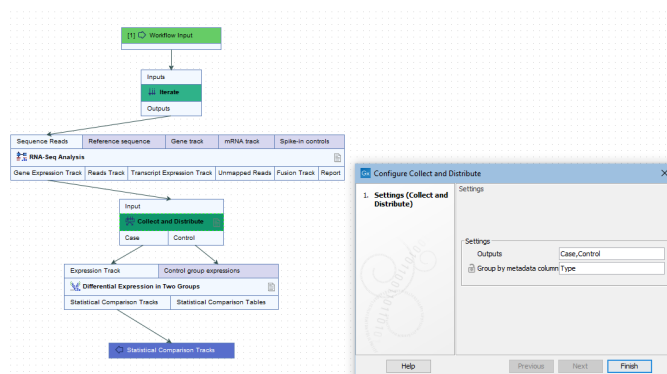 [1] Workflow Input
Inputs
Iterate
Outputs
Sequence Reads Reference sequence Gene track mRNA track Spike-in controls
RNA-Seq Analysis
Gene Expression Track Reads Track Transcript Expression Track Unmapped Reads Fusion Track Report
Input
Collect and Distribute
Case Control
Expression Track Control group expressions
Differential Expression in Two Groups
Statistical Comparison Tracks Statistical Comparison Tables
Statistical Comparison Tracks
Gx Configure Collect and Distribute X
1. Settings (Collect and
Distribute)
Settings
Settings
Outputs Case,Control
Group by metadata column Type
Help Previous Next Finish